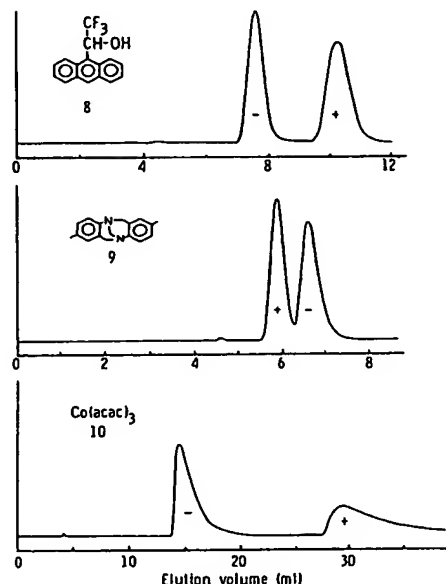 CF₃
CH-OH
8
- +
0 4 8 12
N
N
9
+ -
0 2 4 6 8
Co(acac)₃
10
- +
0 10 20 30
Elution volume (ml)